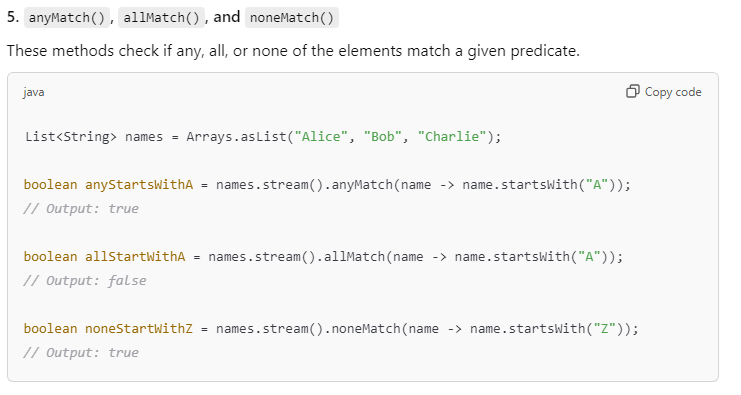 5. anyMatch(), allMatch(), and noneMatch()
These methods check if any, all, or none of the elements match a given predicate.
java
Copy code
List<String> names = Arrays.asList("Alice", "Bob", "Charlie");
boolean anyStartsWithA = names.stream().anyMatch(name -> name.startsWith("A"));
// Output: true
boolean allStartWithA = names.stream().allMatch(name -> name.startsWith("A"));
// Output: false
boolean noneStartWithZ = names.stream().noneMatch(name -> name.startsWith("Z"));
// Output: true